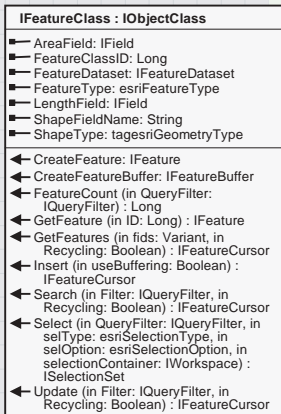 IFeatureClass : IObjectClass
AreaField: IField
FeatureClassID: Long
FeatureDataset: IFeatureDataset
FeatureType: esriFeatureType
LengthField: IField
ShapeFieldName: String
ShapeType: tagesriGeometryType
CreateFeature: IFeature
CreateFeatureBuffer: IFeatureBuffer
FeatureCount (in QueryFilter:
IQueryFilter) : Long
GetFeature (in ID: Long) : IFeature
GetFeatures (in fids: Variant, in
Recycling: Boolean) : IFeatureCursor
Insert (in useBuffering: Boolean) :
IFeatureCursor
Search (in Filter: IQueryFilter, in
Recycling: Boolean) : IFeatureCursor
Select (in QueryFilter: IQueryFilter, in
selType: esriSelectionType, in
selOption: esriSelectionOption, in
selectionContainer: IWorkspace) :
ISelectionSet
Update (in Filter: IQueryFilter, in
Recycling: Boolean) : IFeatureCursor